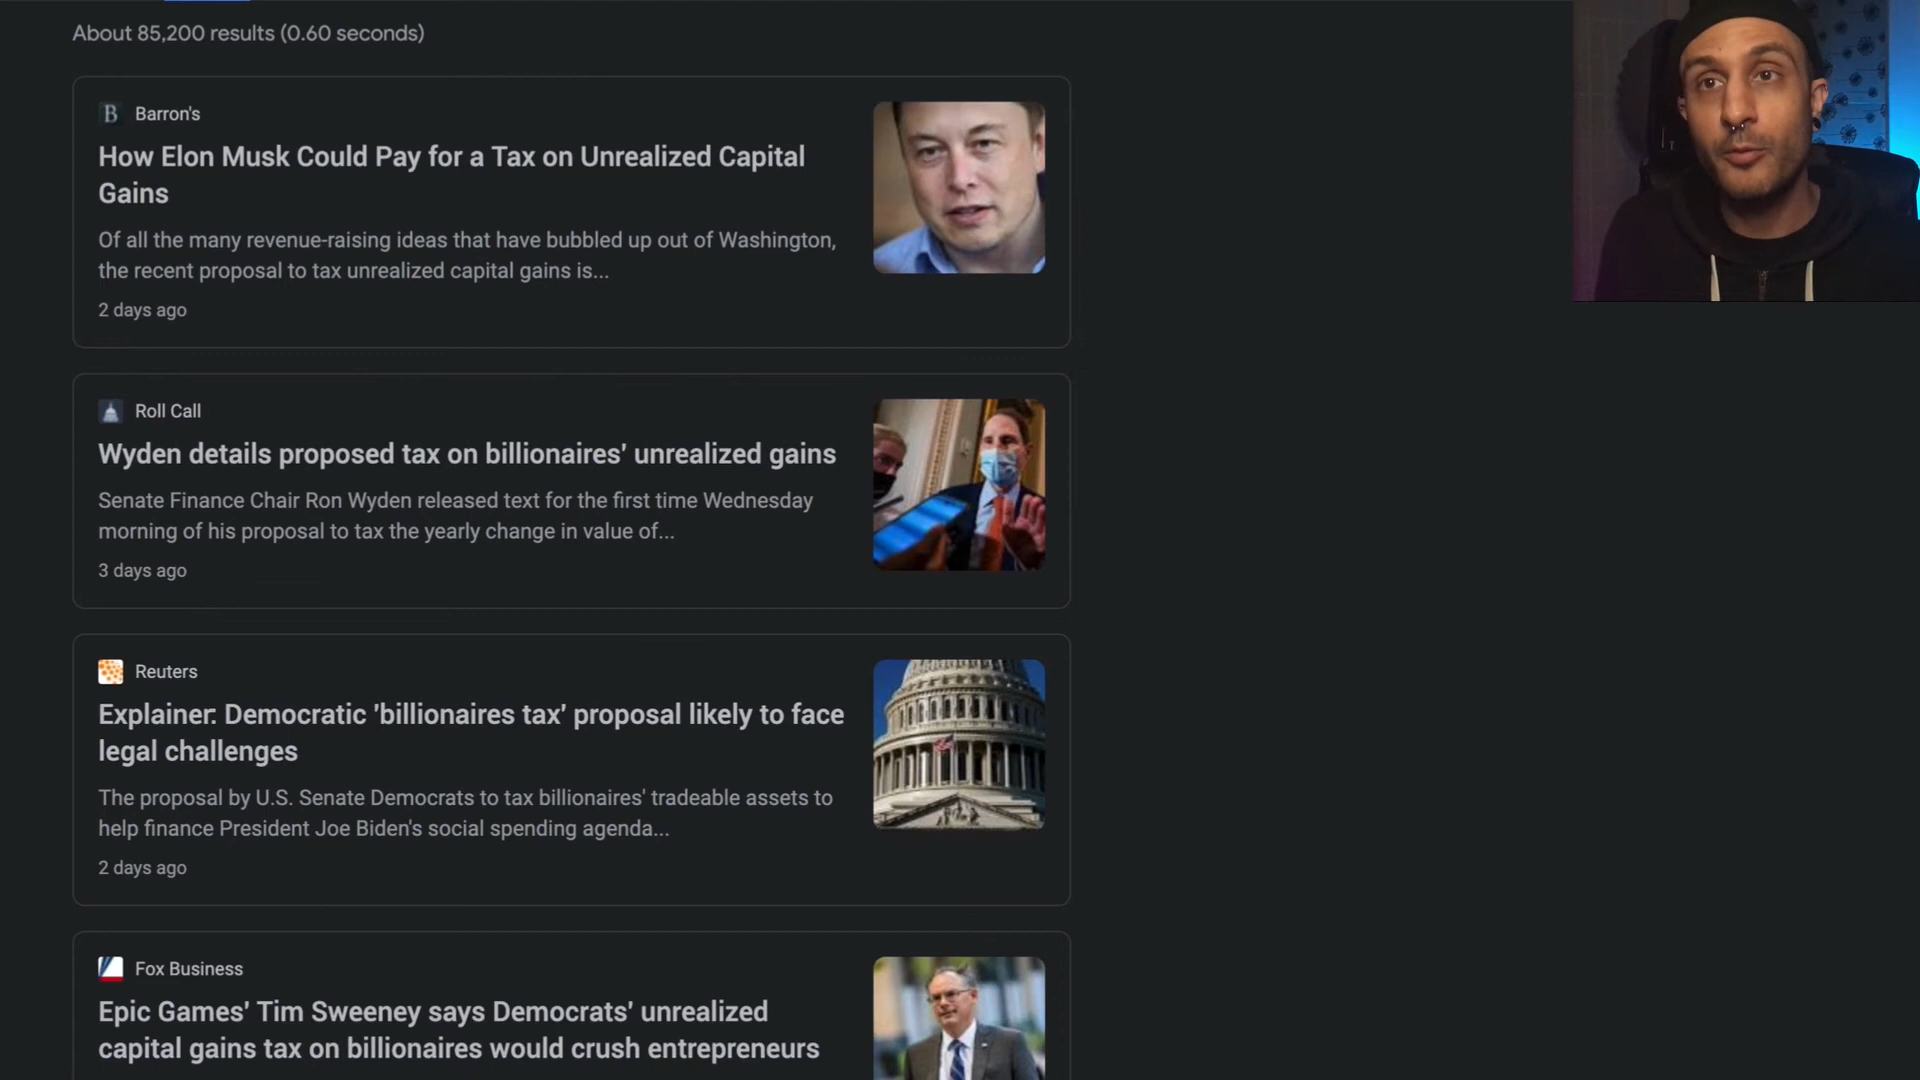 About 85,200 results (0.60 seconds)
Barron's
How Elon Musk Could Pay for a Tax on Unrealized Capital
Gains
Of all the many revenue-raising ideas that have bubbled up out of Washington,
the recent proposal to tax unrealized capital gains is...
2 days ago
Roll Call
Wyden details proposed tax on billionaires' unrealized gains
Senate Finance Chair Ron Wyden released text for the first time Wednesday
morning of his proposal to tax the yearly change in value of...
3 days ago
Reuters
Explainer: Democratic 'billionaires tax' proposal likely to face
legal challenges
The proposal by U.S. Senate Democrats to tax billionaires' tradeable assets to
help finance President Joe Biden's social spending agenda...
2 days ago
Fox Business
Epic Games' Tim Sweeney says Democrats' unrealized
capital gains tax on billionaires would crush entrepreneurs